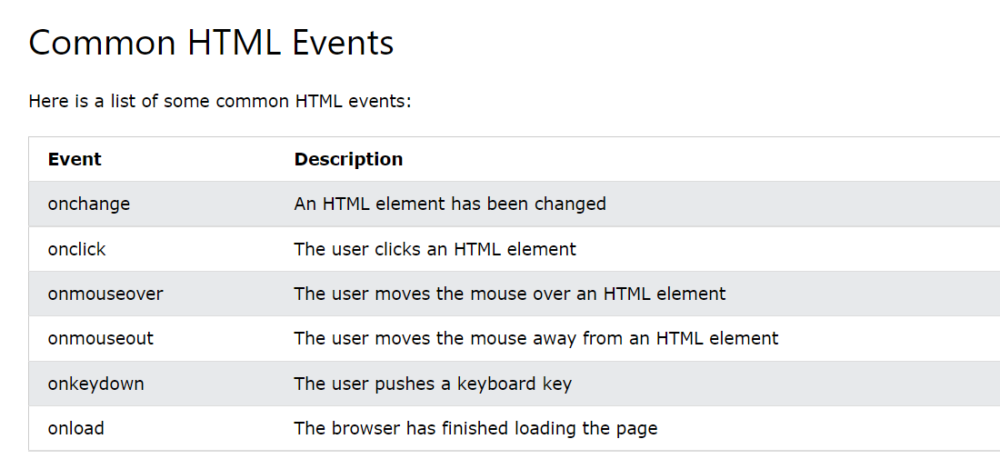 Common HTML Events
Here is a list of some common HTML events:
Event Description
onchange An HTML element has been changed
onclick The user clicks an HTML element
onmouseover The user moves the mouse over an HTML element
onmouseout The user moves the mouse away from an HTML element
onkeydown The user pushes a keyboard key
onload The browser has finished loading the page